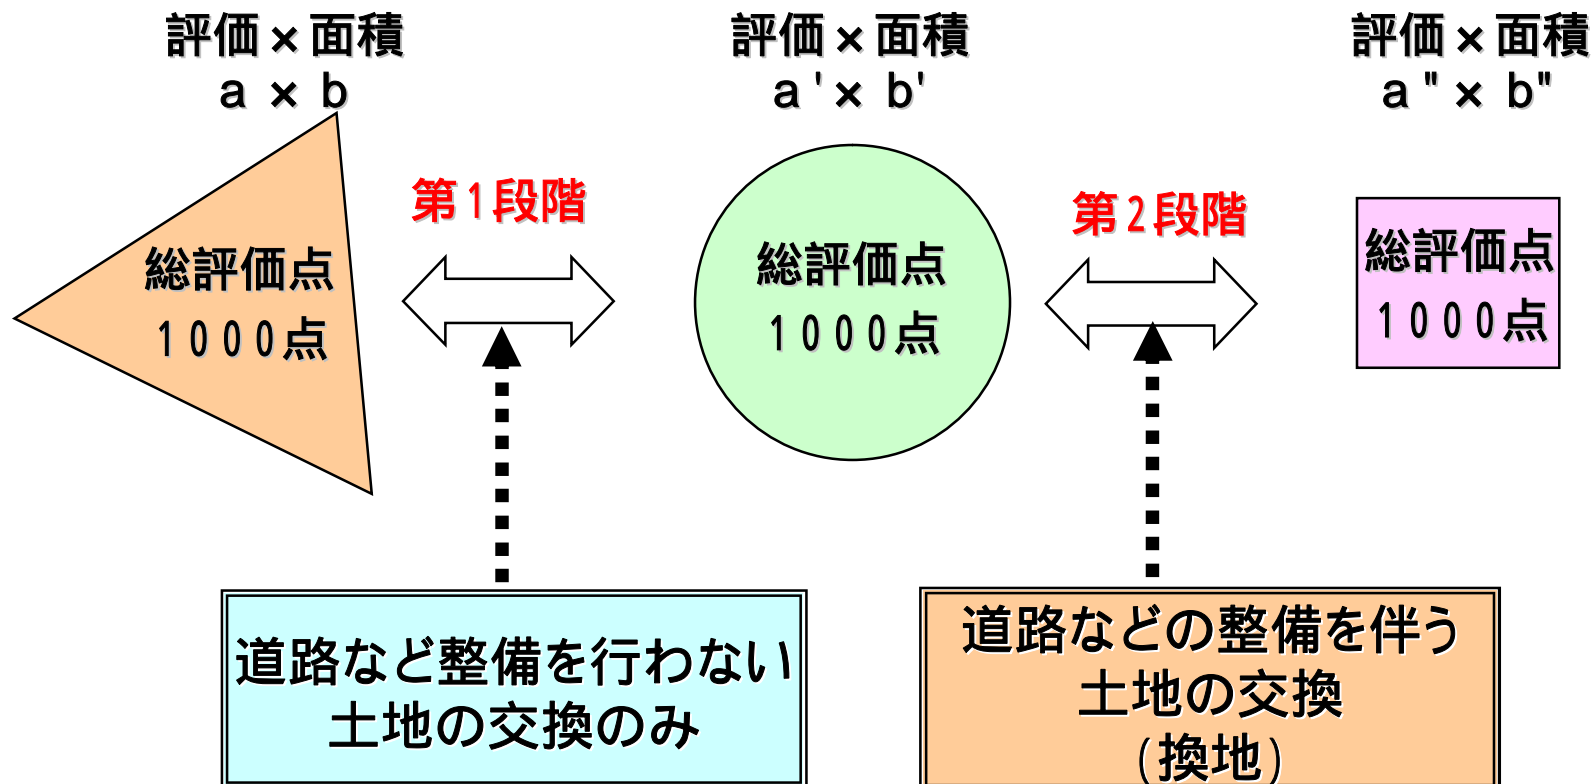 評価×面積
a × b
評価×面積
a'× b'
評価×面積
a"× b"
第1段階
第2段階
総評価点
1000点
総評価点
1000点
総評価点
1000点
道路など整備を行わない
土地の交換のみ
道路などの整備を伴う
土地の交換
(換地)